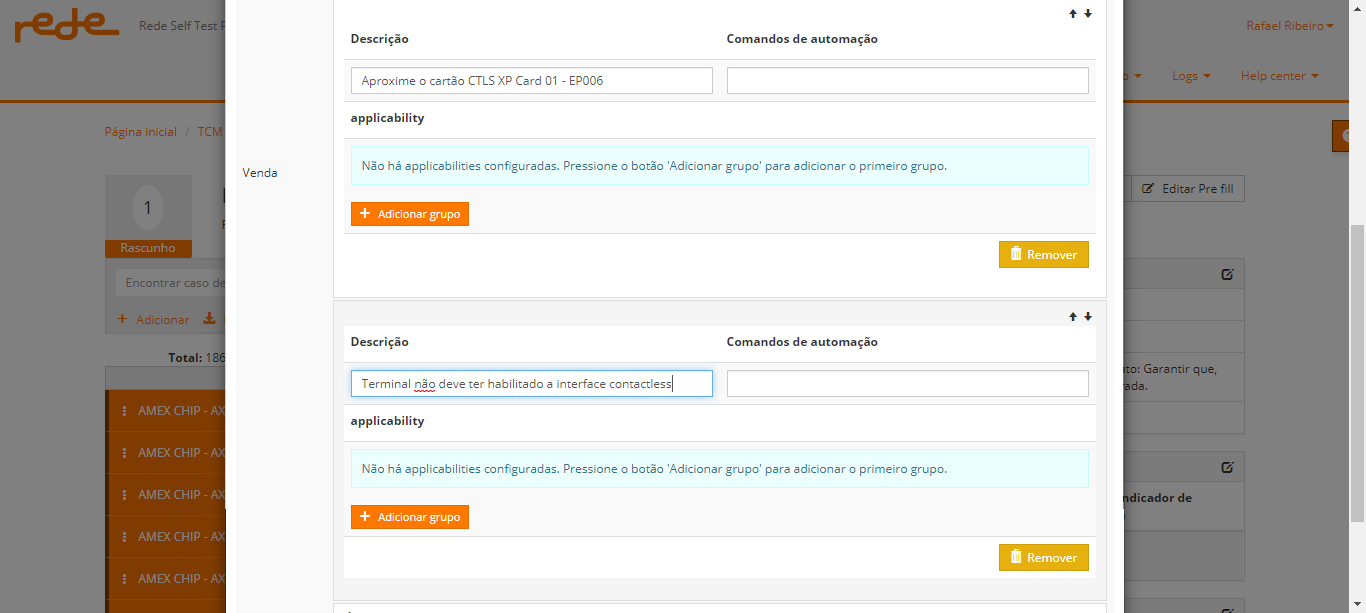 rede
Rede Self Test
Rafael Ribeiro
Logs
Help center
Página inicial / TCM
Editar Pre fill
1
Rascunho
Encontrar caso de
Adicionar
Total: 186
AMEX CHIP - AX
AMEX CHIP - AX
AMEX CHIP - AX
AMEX CHIP - AX
AMEX CHIP - AX
Venda
Descrição
Comandos de automação
Aproxime o cartão CTLS XP Card 01 - EP006
applicability
Não há applicabilities configuradas. Pressione o botão 'Adicionar grupo' para adicionar o primeiro grupo.
Adicionar grupo
Remover
Descrição
Comandos de automação
Terminal não deve ter habilitado a interface contactless
applicability
Não há applicabilities configuradas. Pressione o botão 'Adicionar grupo' para adicionar o primeiro grupo.
Adicionar grupo
Remover
Garantir que,
ndicador de